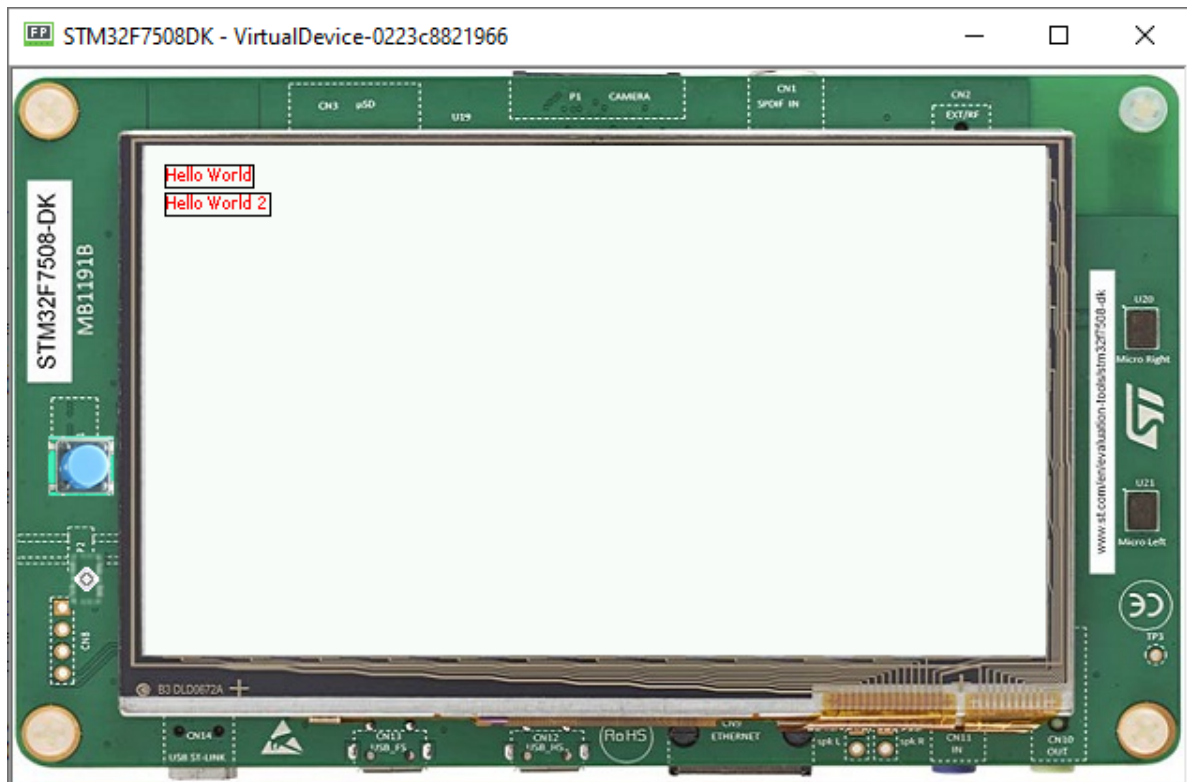 STM32F7508DK - VirtualDevice-0223c8821966
CN3 µSD
U19
P1 CAMERA
CN1
SPDIF IN
CN2
EXT/RF
Hello World
Hello World 2
STM32F7508-DK
MB1191B
U20
Micro Right
www.st.com/en/evaluation-tools/stm32f7508-dk
U21
Micro Left
P2
CN8
TP3
B3 DLD0672A
CN14
USB ST-LINK
CN13
USB_FS
CN12
USB_HS
RoHS
CN9
ETHERNET
spk L
spk R
CN11
IN
CN10
OUT